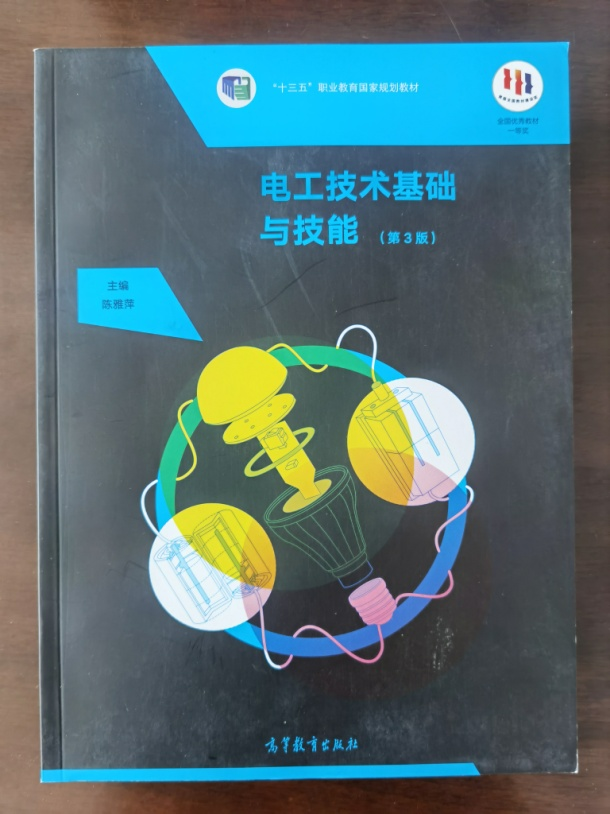 “十三五”职业教育国家规划教材
全国优秀教材
一等奖
电工技术基础
与技能 （第3版）
主编
陈雅萍
高等教育出版社